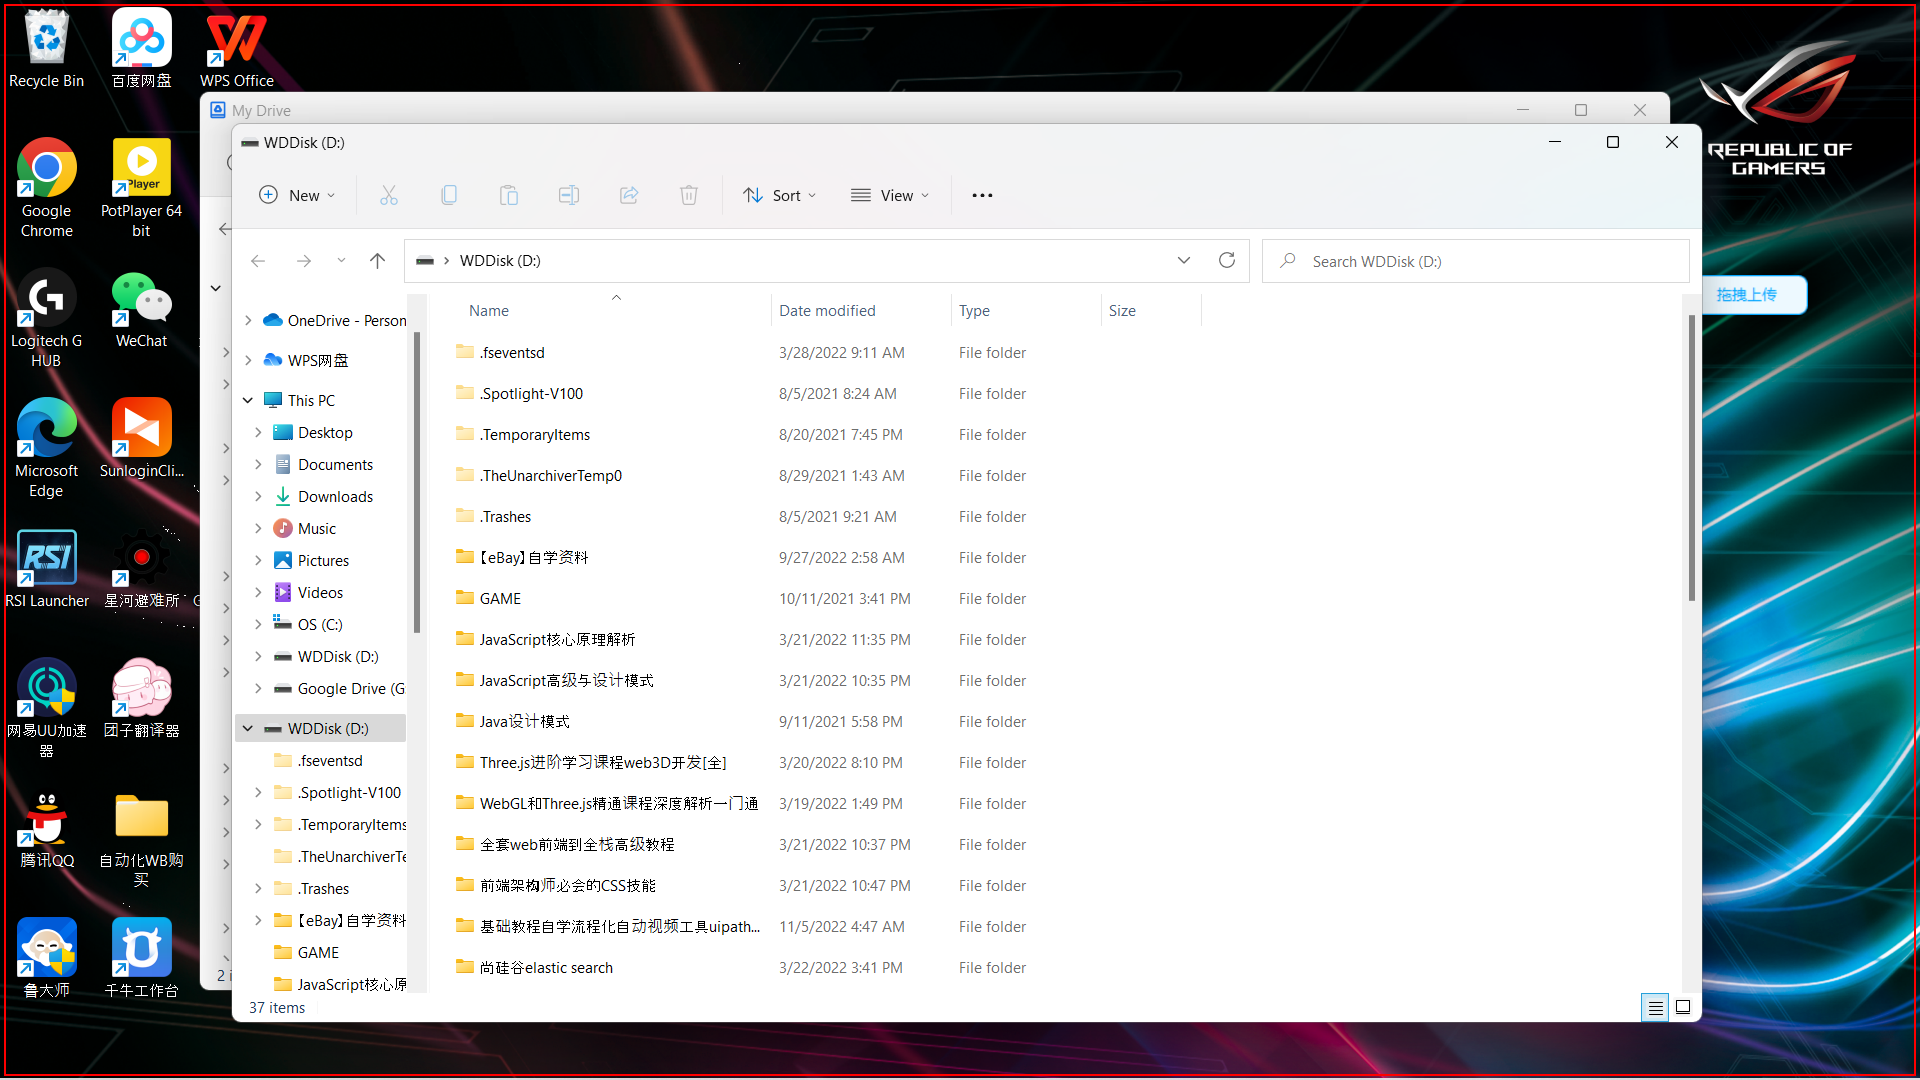 Recycle Bin
百度网盘
WPS Office
Google Chrome
PotPlayer 64 bit
Player
Logitech G HUB
WeChat
Microsoft Edge
SunloginCli...
RSI
RSI Launcher
星河避难所
网易UU加速器
团子翻译器
腾讯QQ
自动化WB购买
鲁大师
千牛工作台
REPUBLIC OF
GAMERS
拖拽上传
My Drive
WDDisk (D:)
New
Sort
View
WDDisk (D:)
Search WDDisk (D:)
OneDrive - Person
WPS网盘
This PC
Desktop
Documents
Downloads
Music
Pictures
Videos
OS (C:)
WDDisk (D:)
Google Drive (G
WDDisk (D:)
.fseventsd
.Spotlight-V100
.TemporaryItems
.TheUnarchiverTe
.Trashes
【eBay】自学资料
GAME
JavaScript核心原
Name Date modified Type Size
.fseventsd 3/28/2022 9:11 AM File folder
.Spotlight-V100 8/5/2021 8:24 AM File folder
.TemporaryItems 8/20/2021 7:45 PM File folder
.TheUnarchiverTemp0 8/29/2021 1:43 AM File folder
.Trashes 8/5/2021 9:21 AM File folder
【eBay】自学资料 9/27/2022 2:58 AM File folder
GAME 10/11/2021 3:41 PM File folder
JavaScript核心原理解析 3/21/2022 11:35 PM File folder
JavaScript高级与设计模式 3/21/2022 10:35 PM File folder
Java设计模式 9/11/2021 5:58 PM File folder
Three.js进阶学习课程web3D开发[全] 3/20/2022 8:10 PM File folder
WebGL和Three.js精通课程深度解析一门通 3/19/2022 1:49 PM File folder
全套web前端到全栈高级教程 3/21/2022 10:37 PM File folder
前端架构师必会的CSS技能 3/21/2022 10:47 PM File folder
基础教程自学流程化自动视频工具uipath... 11/5/2022 4:47 AM File folder
尚硅谷elastic search 3/22/2022 3:41 PM File folder
37 items